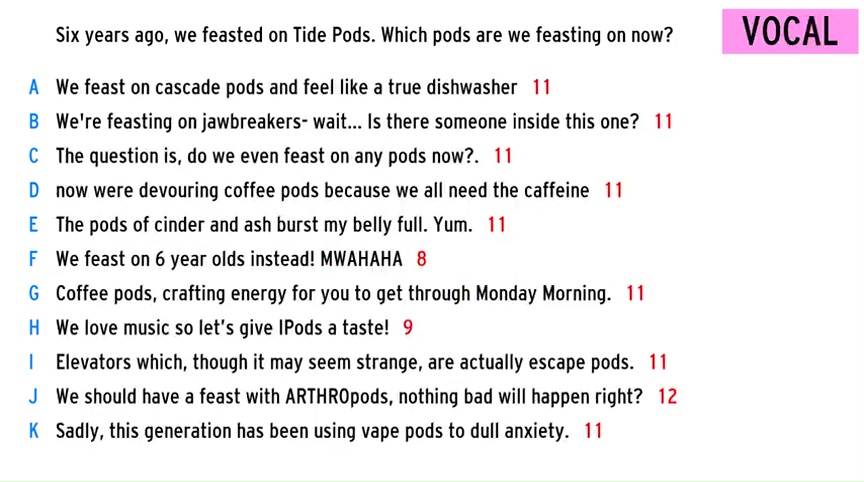 Six years ago, we feasted on Tide Pods. Which pods are we feasting on now? VOCAL
A We feast on cascade pods and feel like a true dishwasher 11
B We're feasting on jawbreakers- wait... Is there someone inside this one? 11
C The question is, do we even feast on any pods now?. 11
D now were devouring coffee pods because we all need the caffeine 11
E The pods of cinder and ash burst my belly full. Yum. 11
F We feast on 6 year olds instead! MWAHAHA 8
G Coffee pods, crafting energy for you to get through Monday Morning. 11
H We love music so let's give IPods a taste! 9
I Elevators which, though it may seem strange, are actually escape pods. 11
J We should have a feast with ARTHROpods, nothing bad will happen right? 12
K Sadly, this generation has been using vape pods to dull anxiety. 11